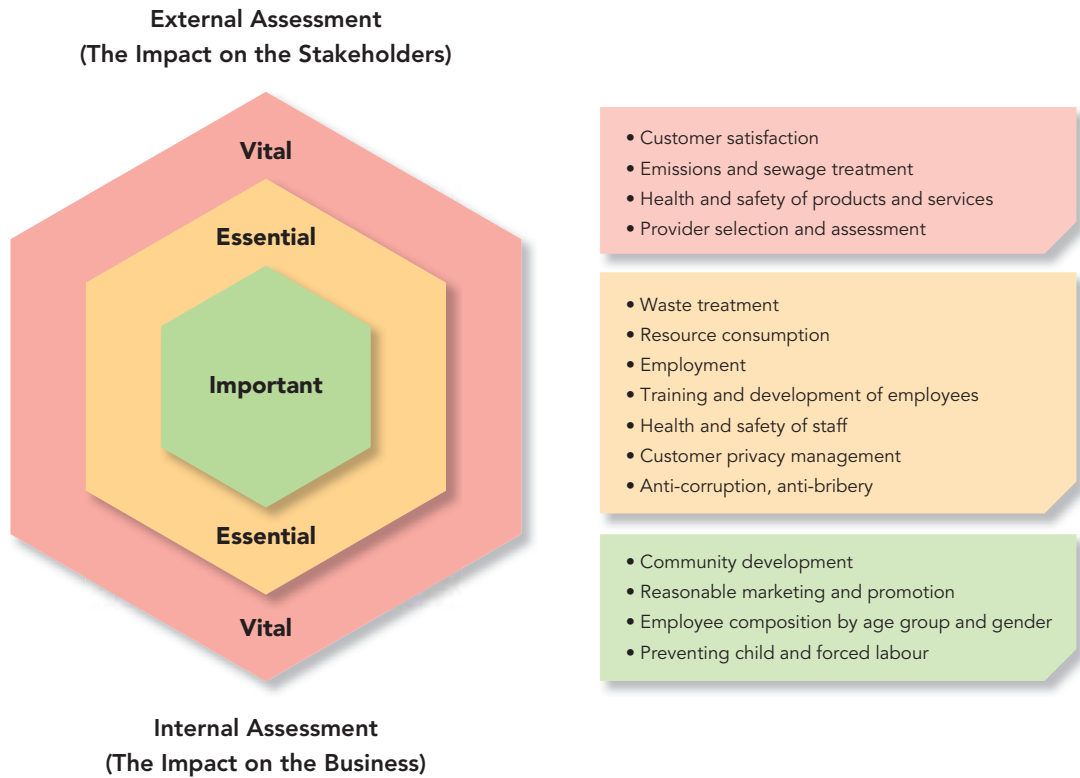 External Assessment
(The Impact on the Stakeholders)
Vital
Essential
Important
Essential
Vital
Internal Assessment
(The Impact on the Business)
• Customer satisfaction
• Emissions and sewage treatment
• Health and safety of products and services
• Provider selection and assessment
• Waste treatment
• Resource consumption
• Employment
• Training and development of employees
• Health and safety of staff
• Customer privacy management
• Anti-corruption, anti-bribery
• Community development
• Reasonable marketing and promotion
• Employee composition by age group and gender
• Preventing child and forced labour